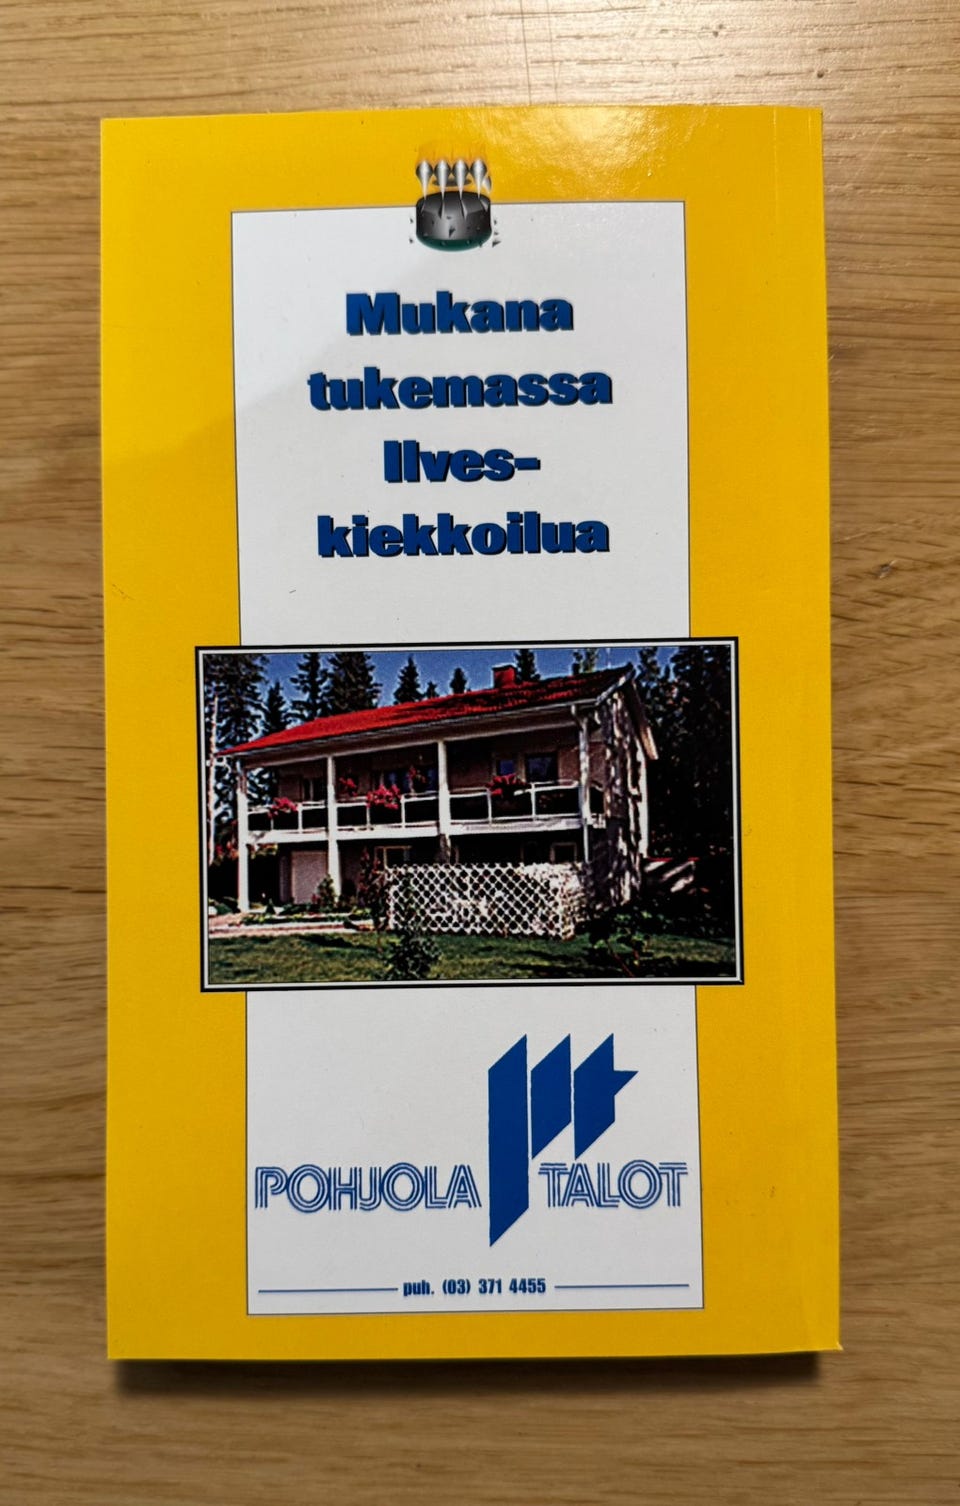 Mukana
tukemassa
Ilves-
kiekkoilua
POHJOLA TALOT
puh. (03) 371 4455